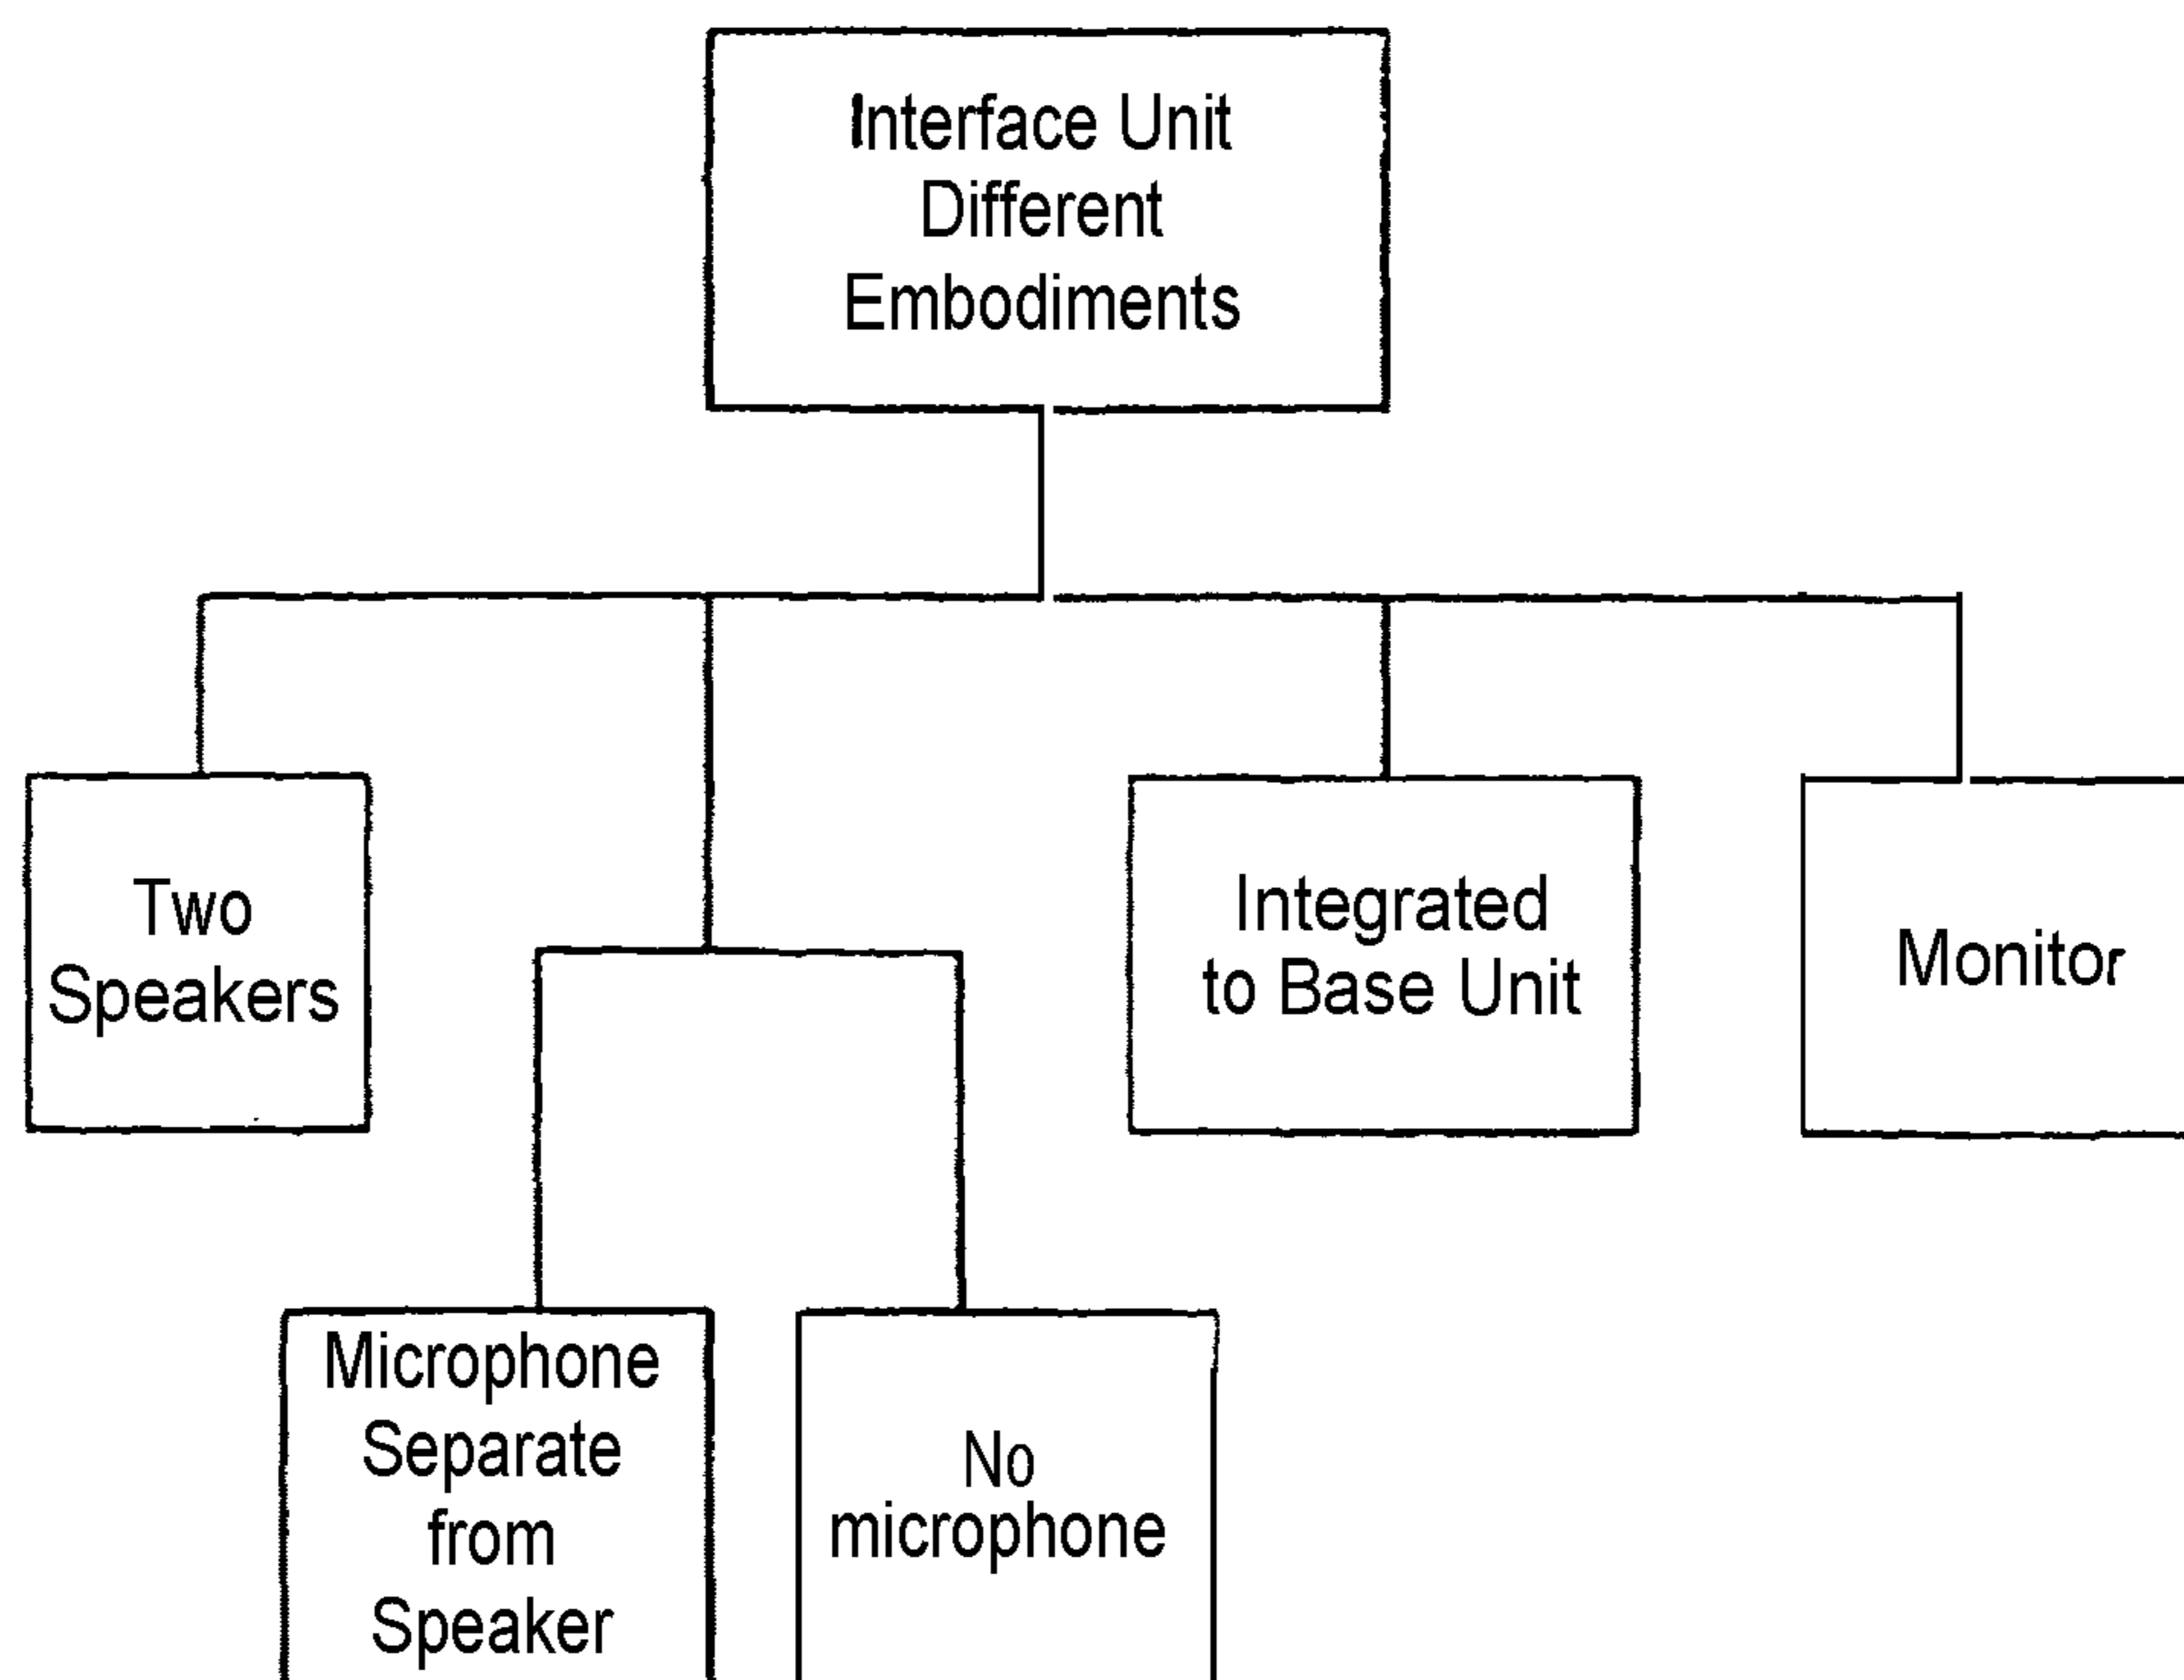 Interface Unit
Different
Embodiments
Two
Speakers
Integrated
to Base Unit
Monitor
Microphone
Separate
from
Speaker
No
microphone